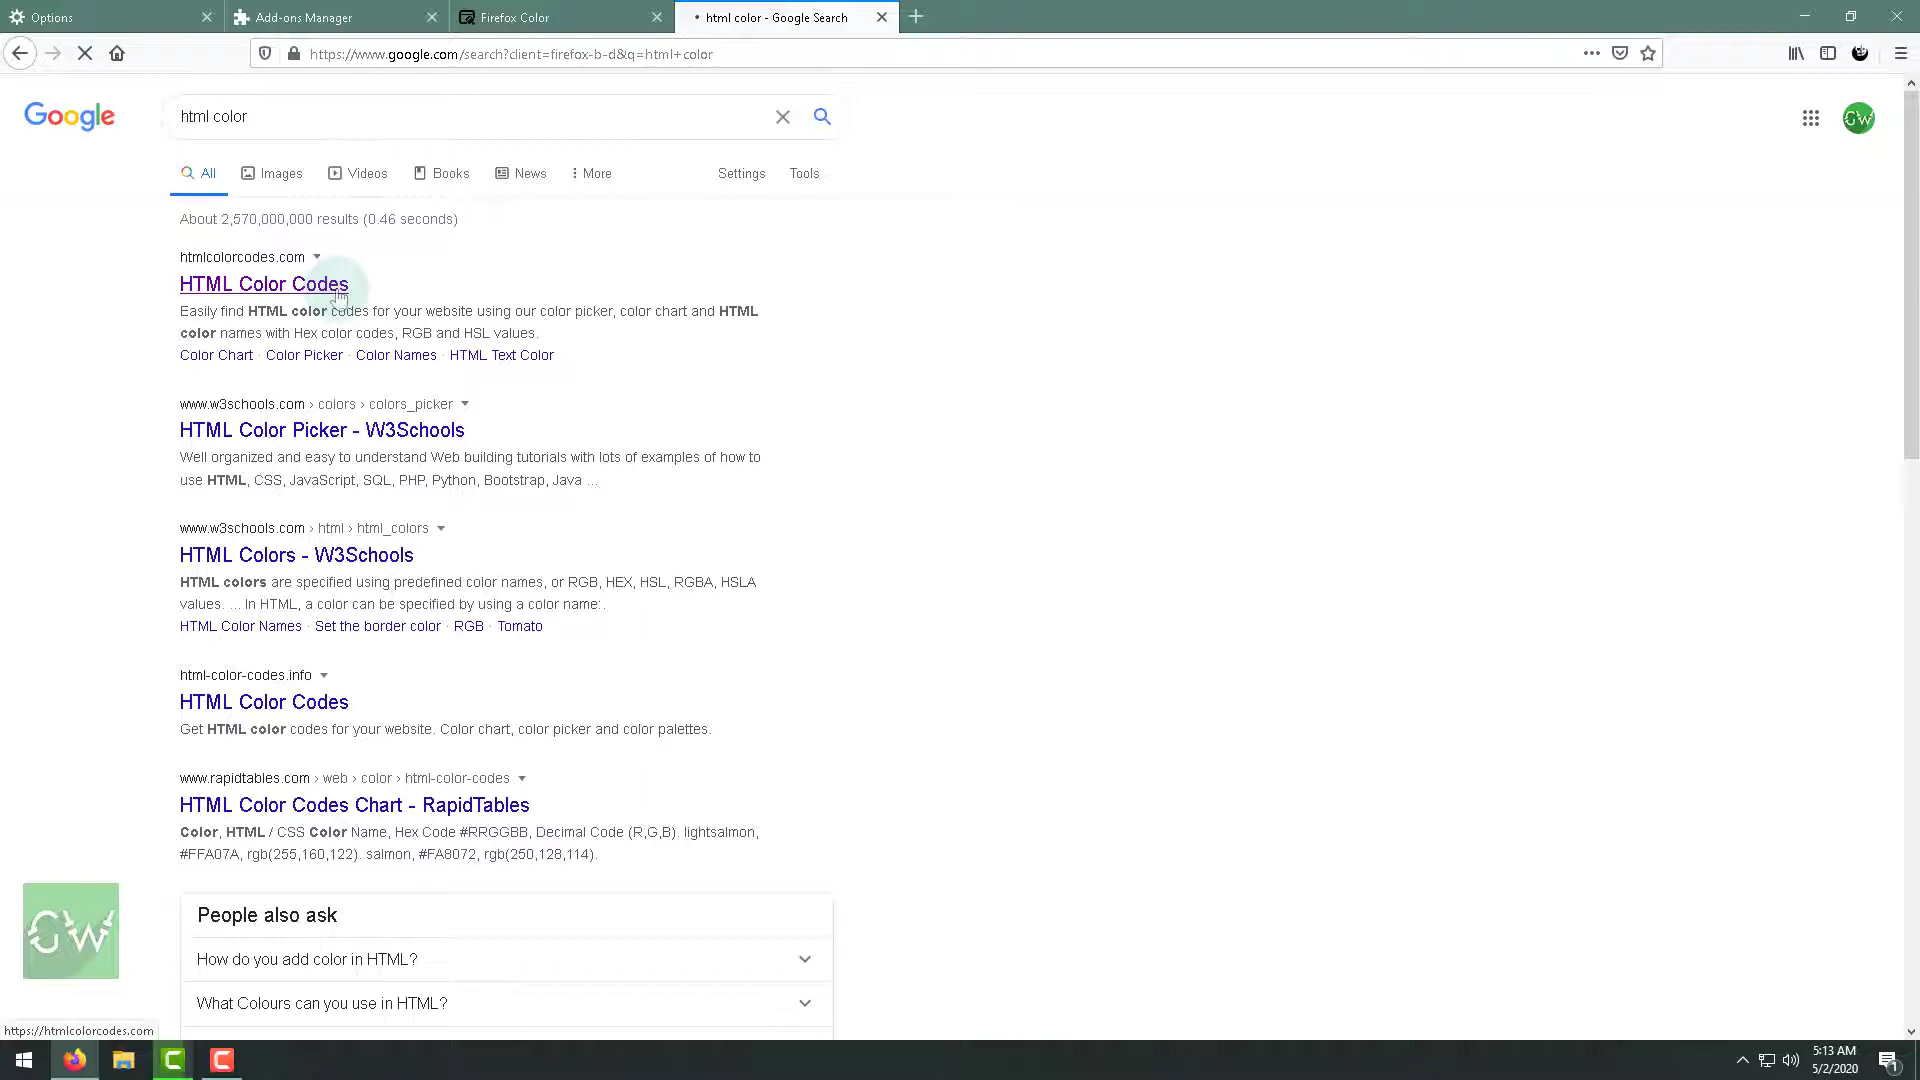 Options
Add-ons Manager
Firefox Color
html color - Google Search
https://www.google.com/search?client=firefox-b-d&q=html+color
Google
html color
GW
All
Images
Videos
Books
News
More
Settings
Tools
About 2,570,000,000 results (0.46 seconds)
htmlcolorcodes.com
HTML Color Codes
Easily find HTML color codes for your website using our color picker, color chart and HTML
color names with Hex color codes, RGB and HSL values.
Color Chart · Color Picker · Color Names · HTML Text Color
www.w3schools.com › colors › colors_picker
HTML Color Picker - W3Schools
Well organized and easy to understand Web building tutorials with lots of examples of how to
use HTML, CSS, JavaScript, SQL, PHP, Python, Bootstrap, Java ...
www.w3schools.com › html › html_colors
HTML Colors - W3Schools
HTML colors are specified using predefined color names, or RGB, HEX, HSL, RGBA, HSLA
values. ... In HTML, a color can be specified by using a color name:.
HTML Color Names · Set the border color · RGB · Tomato
html-color-codes.info
HTML Color Codes
Get HTML color codes for your website. Color chart, color picker and color palettes.
www.rapidtables.com › web › color › html-color-codes
HTML Color Codes Chart - RapidTables
Color, HTML / CSS Color Name, Hex Code #RRGGBB, Decimal Code (R,G,B). lightsalmon,
#FFA07A, rgb(255,160,122). salmon, #FA8072, rgb(250,128,114).
People also ask
GW
How do you add color in HTML?
What Colours can you use in HTML?
https://htmlcolorcodes.com
5:13 AM
5/2/2020
1